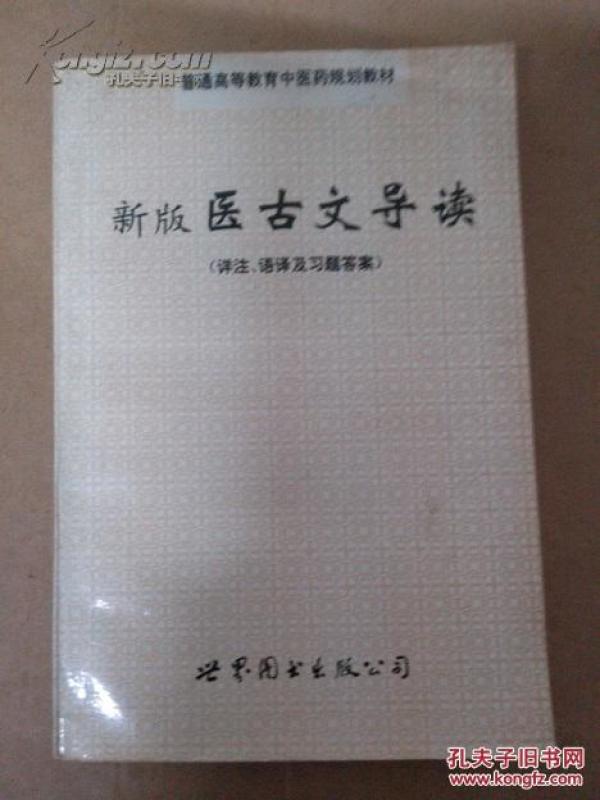 Kongfz.com
孔夫子旧书网
普通高等教育中医药规划教材
新版 医古文导读
(详注、语译及习题答案)
世界图书出版公司
孔夫子旧书网
www.kongfz.com